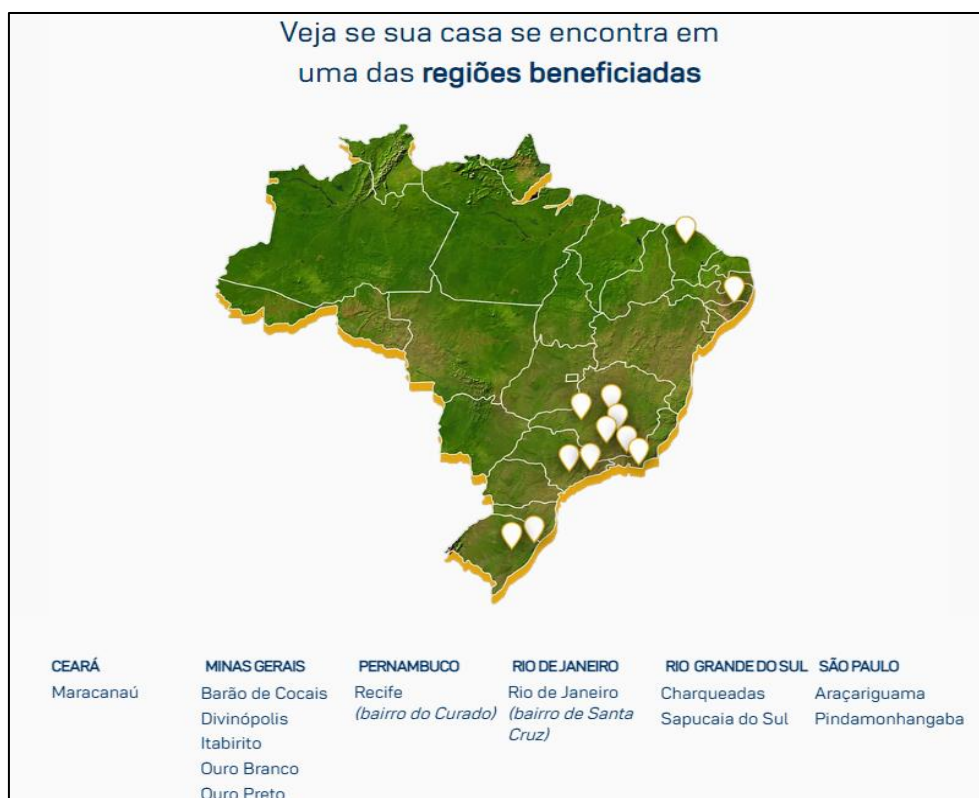 Veja se sua casa se encontra em
uma das regiões beneficiadas
CEARÁ
Maracanaú
MINAS GERAIS
Barão de Cocais
Divinópolis
Itabirito
Ouro Branco
Ouro Preto
PERNAMBUCO
Recife
(bairro do Curado)
RIO DE JANEIRO
Rio de Janeiro
(bairro de Santa
Cruz)
RIO GRANDE DO SUL
Charqueadas
Sapucaia do Sul
SÃO PAULO
Araçariguama
Pindamonhangaba